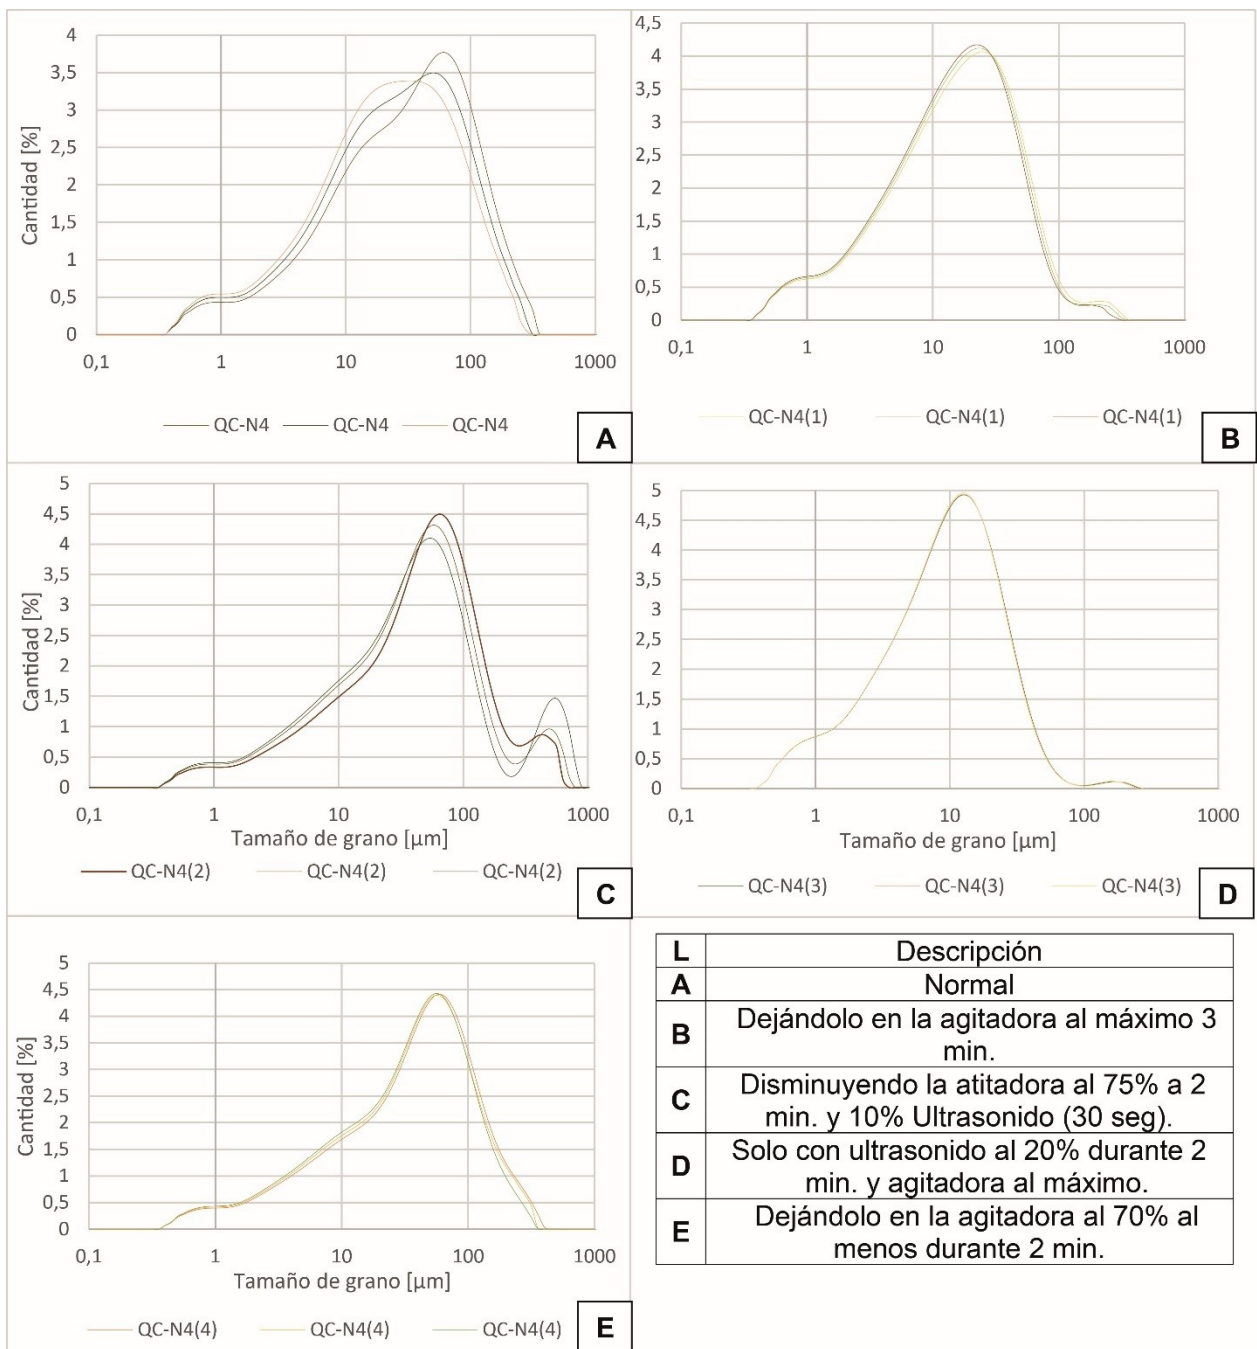 4
3,5
3
2,5
2
1,5
1
0,5
0
Cantidad [%]
0,1 1 10 100 1000
QC-N4 QC-N4 QC-N4
A
4,5
4
3,5
3
2,5
2
1,5
1
0,5
0
0,1 1 10 100 1000
QC-N4(1) QC-N4(1) QC-N4(1)
B
5
4,5
4
3,5
3
2,5
2
1,5
1
0,5
0
Cantidad [%]
0,1 1 10 100 1000
Tamaño de grano [µm]
QC-N4(2) QC-N4(2) QC-N4(2)
C
5
4,5
4
3,5
3
2,5
2
1,5
1
0,5
0
0,1 1 10 100 1000
Tamaño de grano [µm]
QC-N4(3) QC-N4(3) QC-N4(3)
D
5
4,5
4
3,5
3
2,5
2
1,5
1
0,5
0
Cantidad [%]
0,1 1 10 100 1000
Tamaño de grano [µm]
QC-N4(4) QC-N4(4) QC-N4(4)
E
L Descripción
A Normal
B Dejándolo en la agitadora al máximo 3
min.
C Disminuyendo la atitadora al 75% a 2
min. y 10% Ultrasonido (30 seg).
D Solo con ultrasonido al 20% durante 2
min. y agitadora al máximo.
E Dejándolo en la agitadora al 70% al
menos durante 2 min.